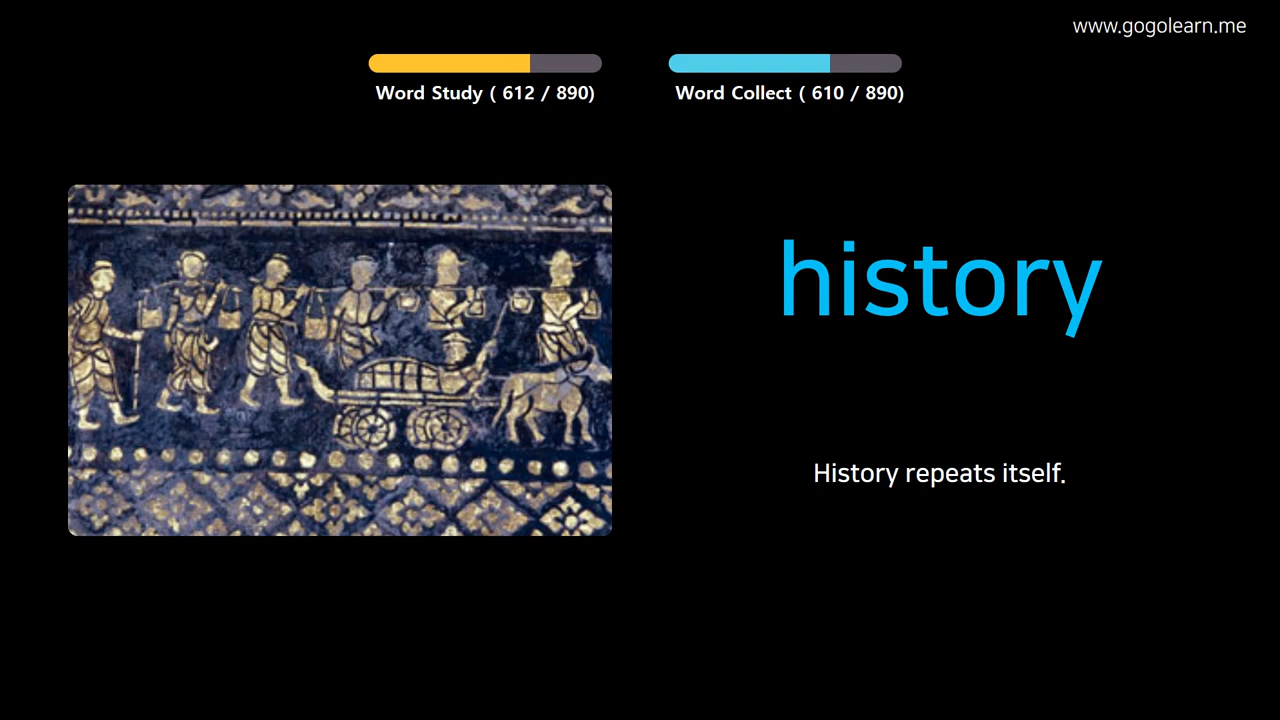 www.gogolearn.me
Word Study ( 612 / 890)
Word Collect ( 610 / 890)
history
History repeats itself.